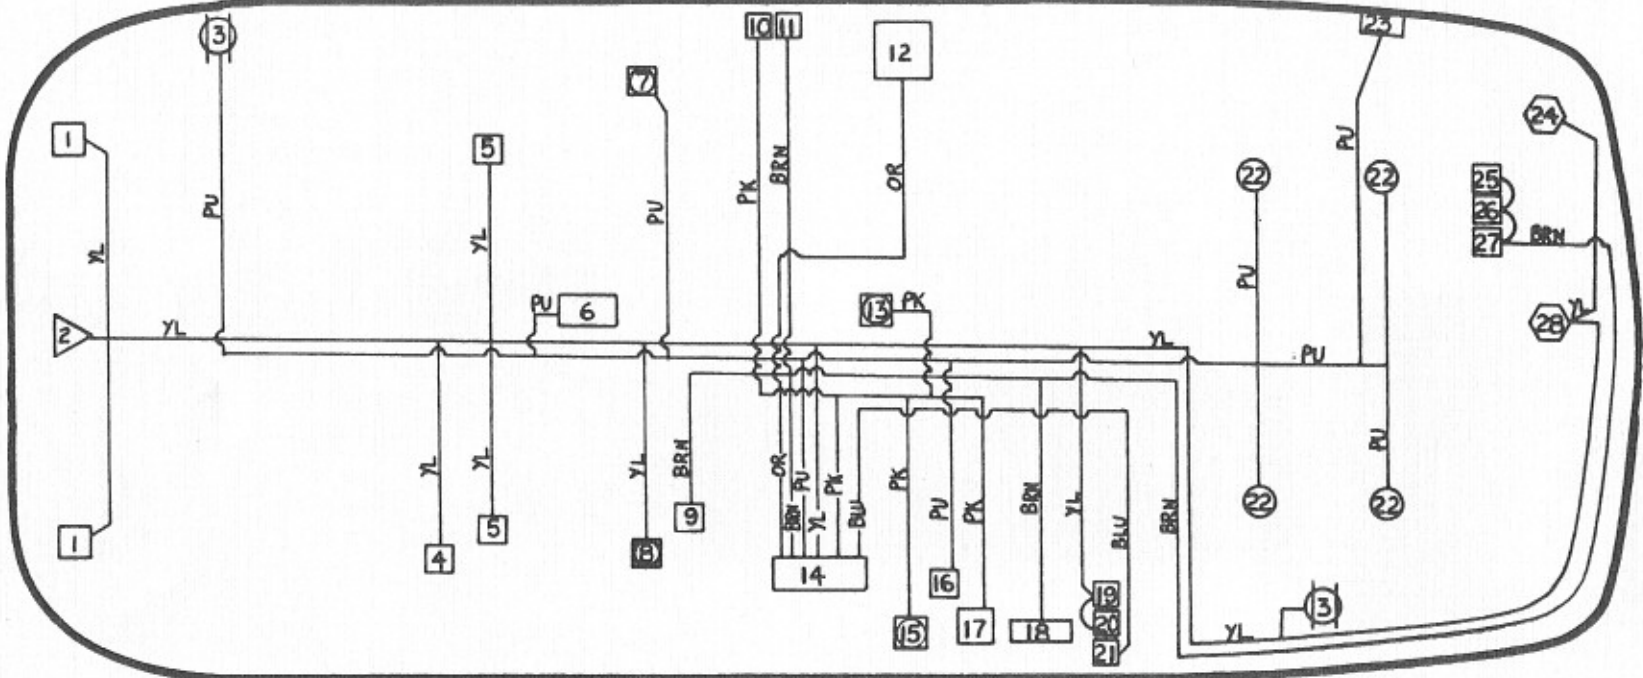 3 10 11 12 23
7
1 5 24
22 22 25
PK BRN OR PU
26
PU PU
YL YL 27 BRN
PU
PU 6 13 PK
YL
2 YL YL 28
PU
YL YL YL BRN OR PU PK PK PU
BRN YL BU PU PK BRN YL BLU BRN
9 22 22
1 5
4 8 14 16
19
15 17 18 20 3
YL
21